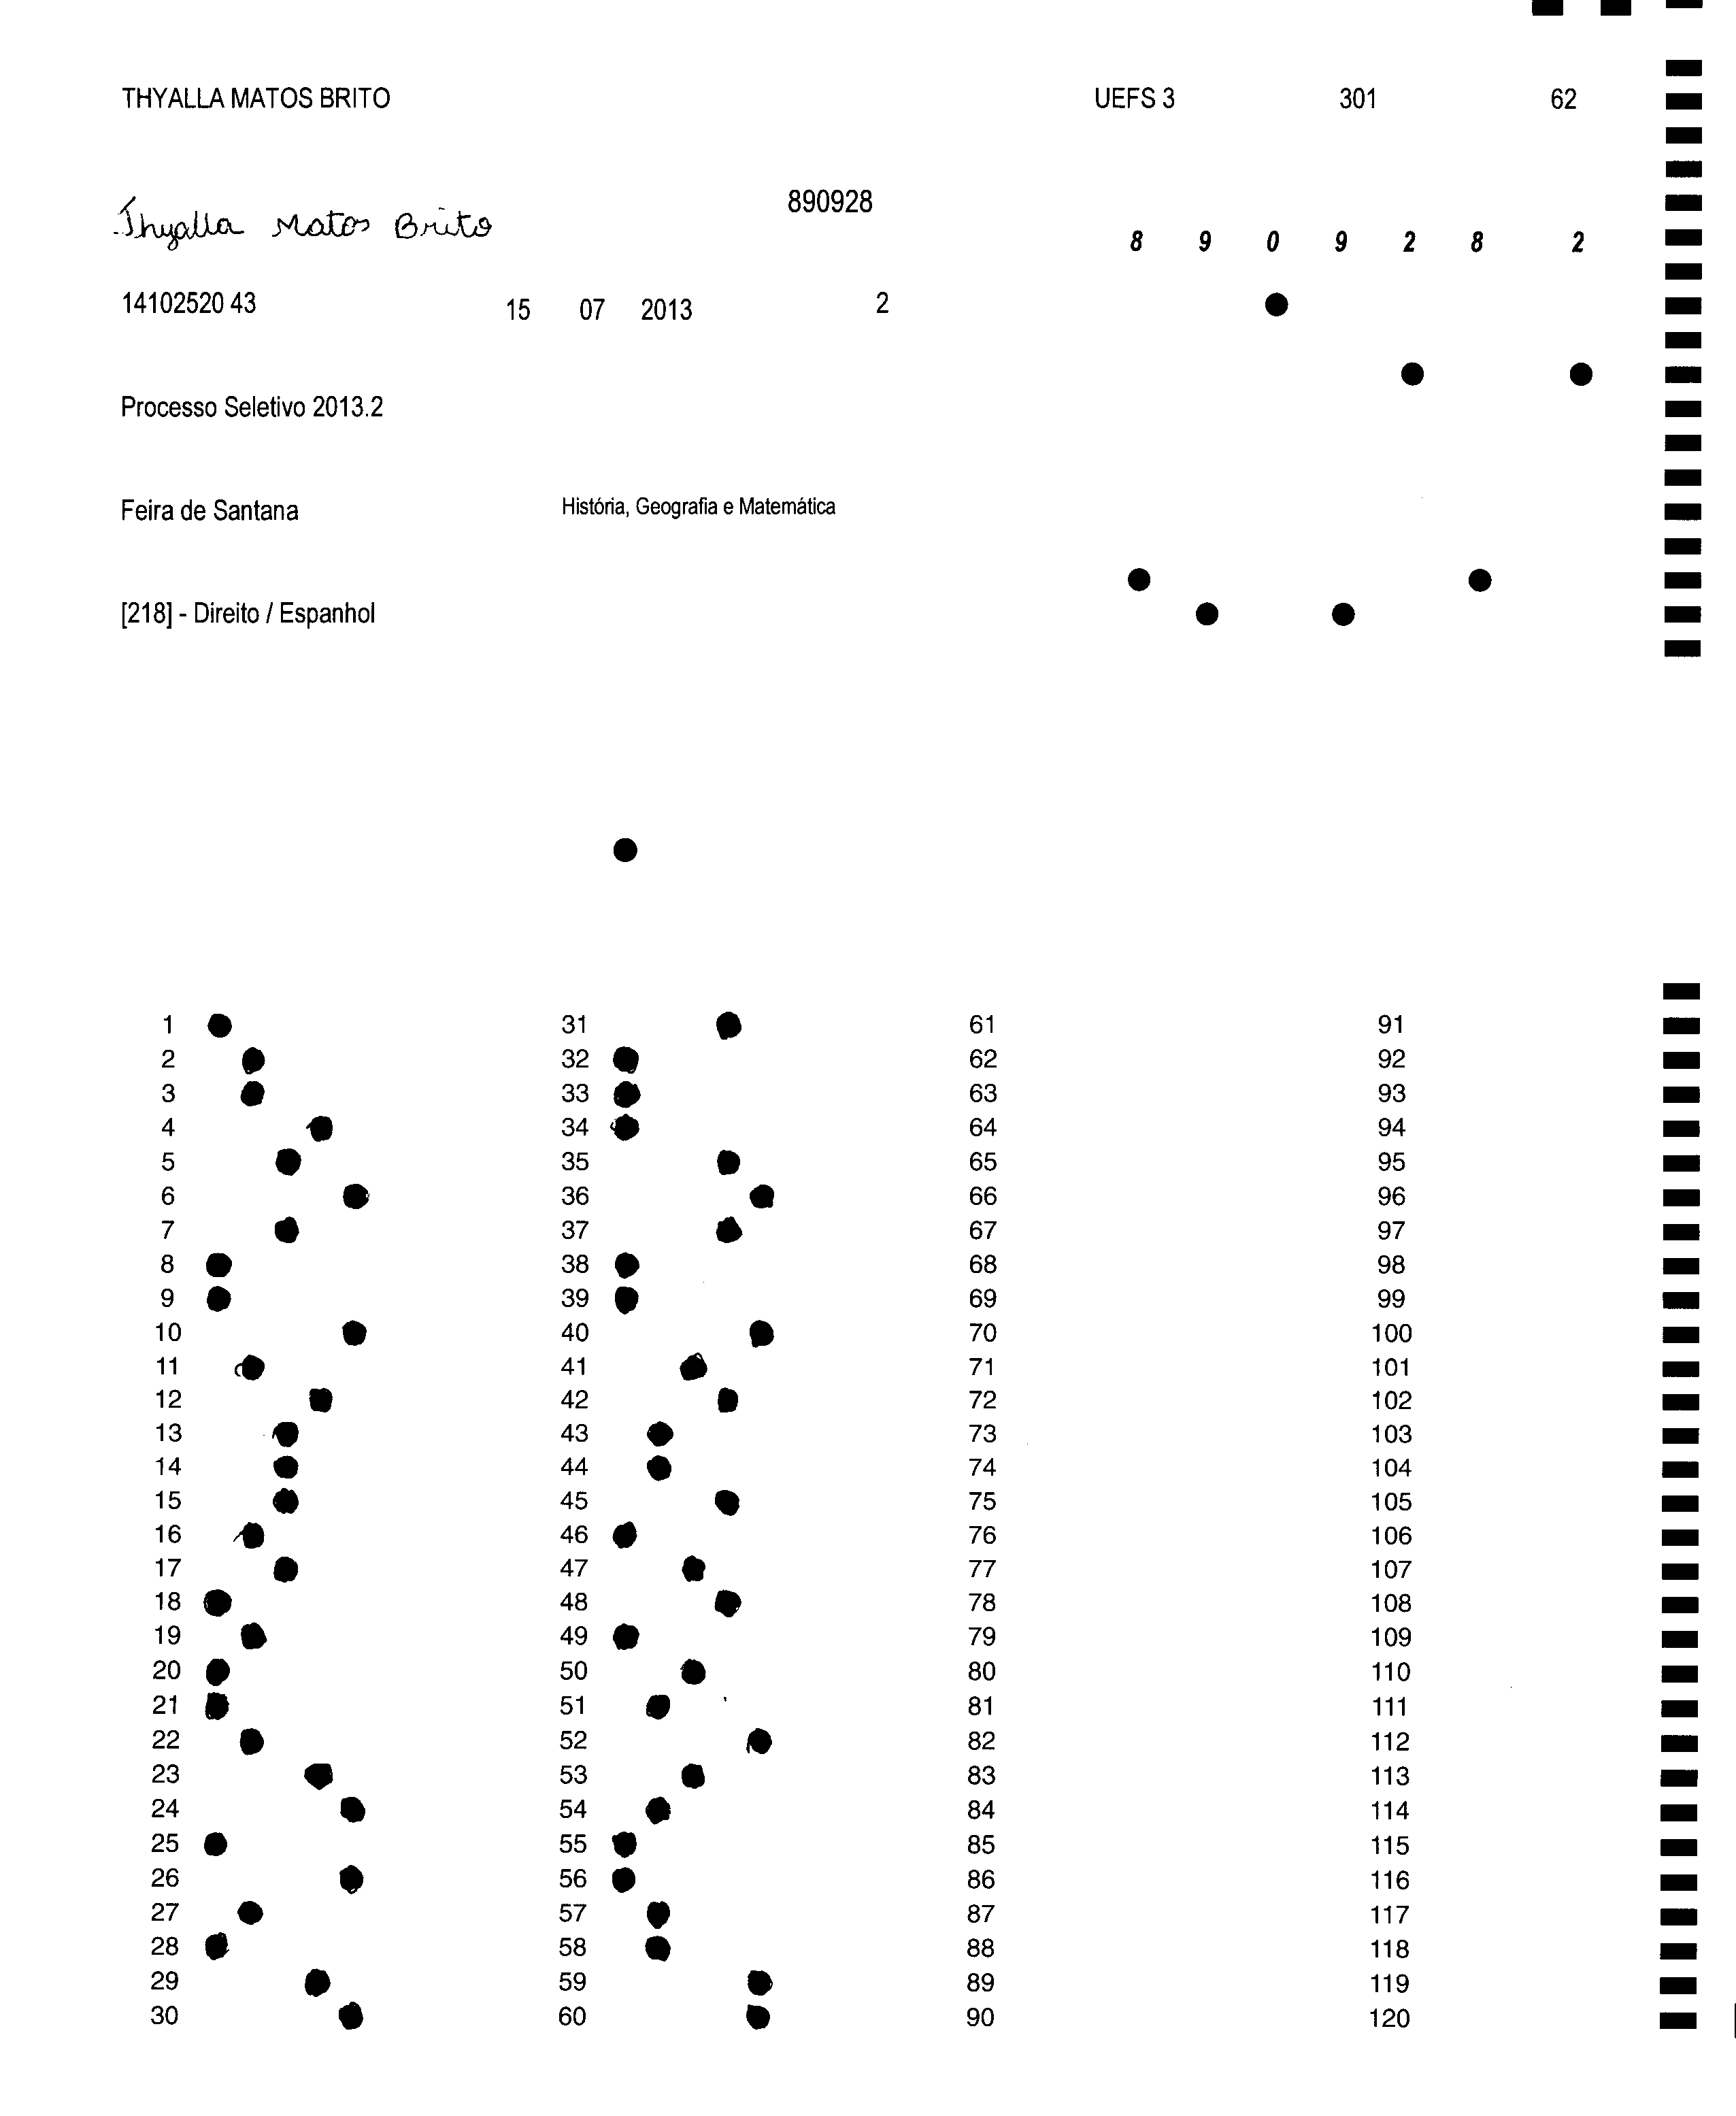 THYALLA MATOS BRITO UEFS 3 301 62
Thyalla Matos Brito 890928
8 9 0 9 2 8 2
14102520 43 15 07 2013 2
Processo Seletivo 2013.2
Feira de Santana História, Geografia e Matemática
[218] - Direito / Espanhol
1 31 61 91
2 32 62 92
3 33 63 93
4 34 64 94
5 35 65 95
6 36 66 96
7 37 67 97
8 38 68 98
9 39 69 99
10 40 70 100
11 41 71 101
12 42 72 102
13 43 73 103
14 44 74 104
15 45 75 105
16 46 76 106
17 47 77 107
18 48 78 108
19 49 79 109
20 50 80 110
21 51 81 111
22 52 82 112
23 53 83 113
24 54 84 114
25 55 85 115
26 56 86 116
27 57 87 117
28 58 88 118
29 59 89 119
30 60 90 120